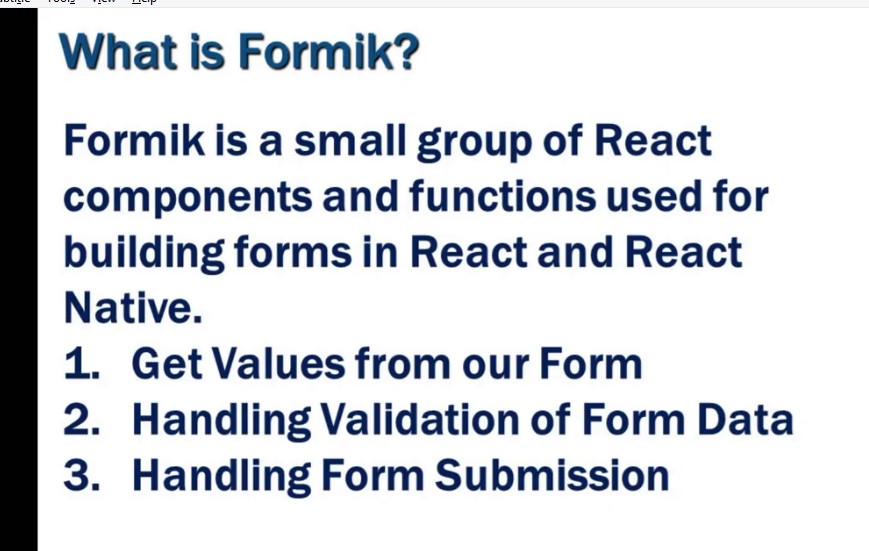 Tools View Help
What is Formik?
Formik is a small group of React
components and functions used for
building forms in React and React
Native.
1. Get Values from our Form
2. Handling Validation of Form Data
3. Handling Form Submission